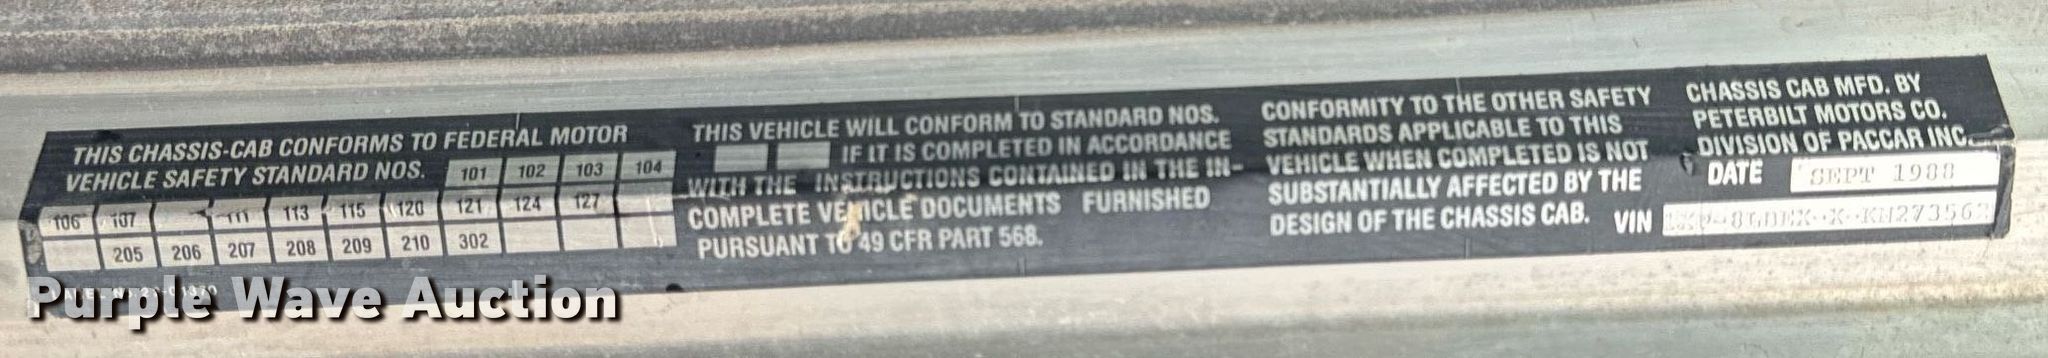 THIS CHASSIS-CAB CONFORMS TO FEDERAL MOTOR
VEHICLE SAFETY STANDARD NOS. 101 102 103 104
106 107 111 113 115 120 121 124 127
205 206 207 208 209 210 302
THIS VEHICLE WILL CONFORM TO STANDARD NOS.
IF IT IS COMPLETED IN ACCORDANCE
WITH THE INSTRUCTIONS CONTAINED IN THE IN-
COMPLETE VEHICLE DOCUMENTS FURNISHED
PURSUANT TO 49 CFR PART 568.
CONFORMITY TO THE OTHER SAFETY
STANDARDS APPLICABLE TO THIS
VEHICLE WHEN COMPLETED IS NOT
SUBSTANTIALLY AFFECTED BY THE
DESIGN OF THE CHASSIS CAB.
CHASSIS CAB MFD. BY
PETERBILT MOTORS CO.
DIVISION OF PACCAR INC.
DATE SEPT 1988
VIN
Purple Wave Auction